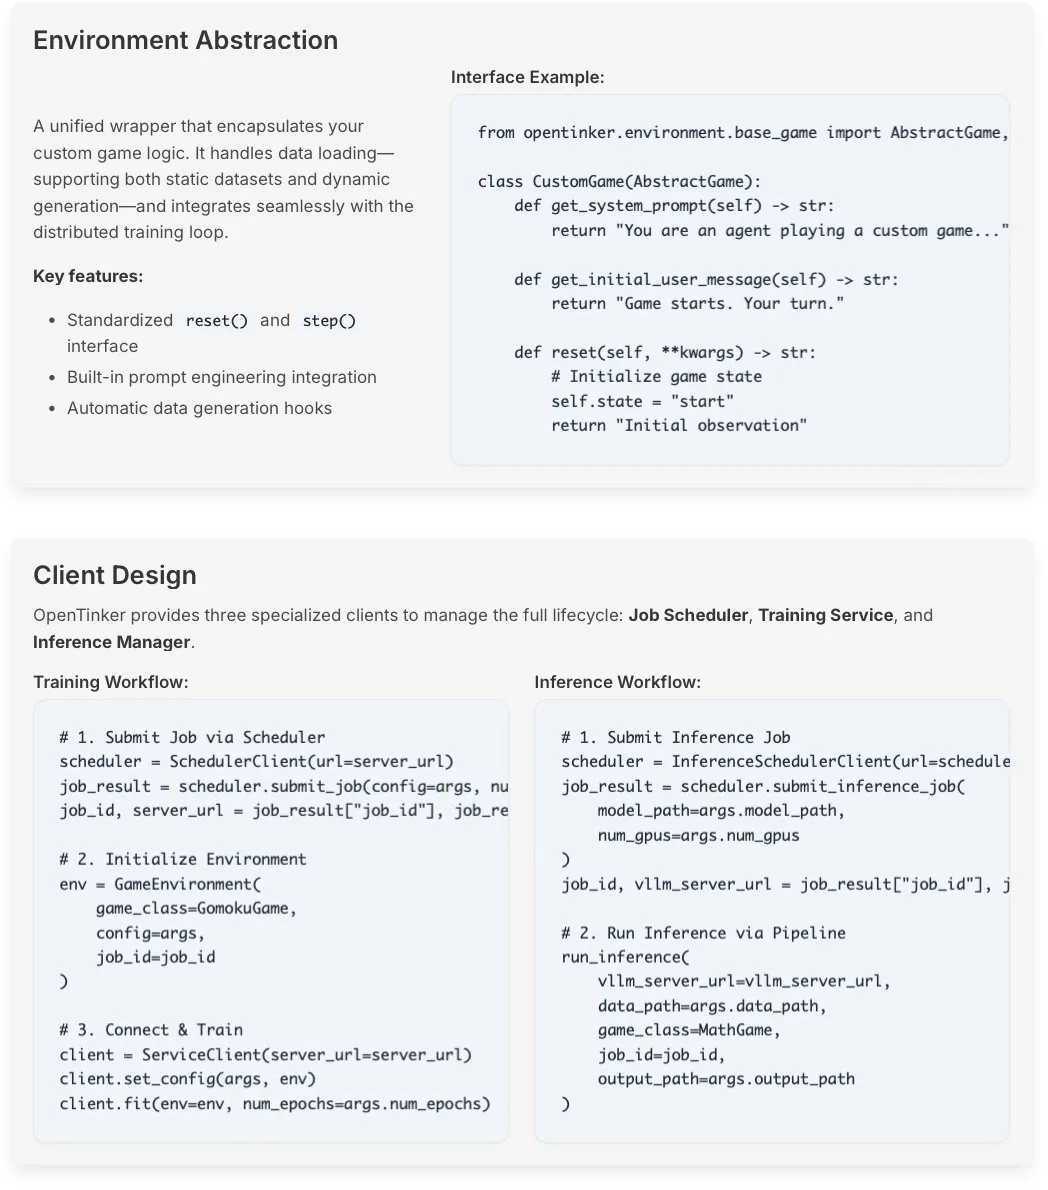 Environment Abstraction
A unified wrapper that encapsulates your
custom game logic. It handles data loading—
supporting both static datasets and dynamic
generation—and integrates seamlessly with the
distributed training loop.
Key features:
• Standardized reset() and step()
interface
• Built-in prompt engineering integration
• Automatic data generation hooks
Interface Example:
from opentinker.environment.base_game import AbstractGame,
class CustomGame(AbstractGame):
    def get_system_prompt(self) -> str:
        return "You are an agent playing a custom game..."
    def get_initial_user_message(self) -> str:
        return "Game starts. Your turn."
    def reset(self, **kwargs) -> str:
        # Initialize game state
        self.state = "start"
        return "Initial observation"
Client Design
OpenTinker provides three specialized clients to manage the full lifecycle: Job Scheduler, Training Service, and
Inference Manager.
Training Workflow:
# 1. Submit Job via Scheduler
scheduler = SchedulerClient(url=server_url)
job_result = scheduler.submit_job(config=args, nu
job_id, server_url = job_result["job_id"], job_re
# 2. Initialize Environment
env = GameEnvironment(
    game_class=GomokuGame,
    config=args,
    job_id=job_id
)
# 3. Connect & Train
client = ServiceClient(server_url=server_url)
client.set_config(args, env)
client.fit(env=env, num_epochs=args.num_epochs)
Inference Workflow:
# 1. Submit Inference Job
scheduler = InferenceSchedulerClient(url=schedule
job_result = scheduler.submit_inference_job(
    model_path=args.model_path,
    num_gpus=args.num_gpus
)
job_id, vllm_server_url = job_result["job_id"], j
# 2. Run Inference via Pipeline
run_inference(
    vllm_server_url=vllm_server_url,
    data_path=args.data_path,
    game_class=MathGame,
    job_id=job_id,
    output_path=args.output_path
)